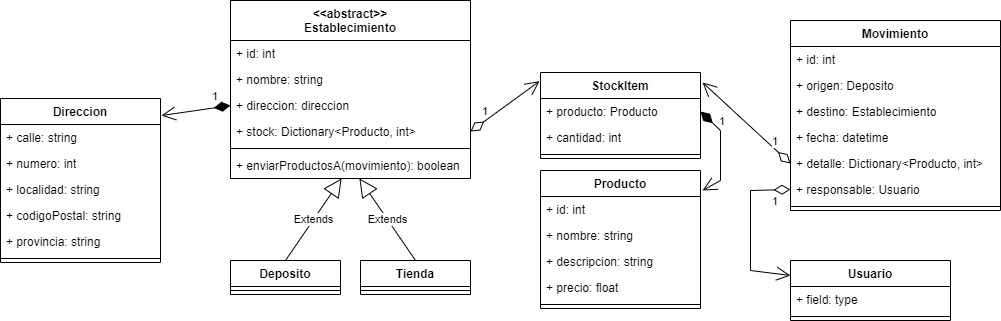 <<abstract>>
Establecimiento
+ id: int
+ nombre: string
+ direccion: direccion
+ stock: Dictionary<Producto, int>
+ enviarProductosA(movimiento): boolean
1
1
Direccion
+ calle: string
+ numero: int
+ localidad: string
+ codigoPostal: string
+ provincia: string
Extends
Extends
Deposito
Tienda
StockItem
+ producto: Producto
+ cantidad: int
1
Producto
+ id: int
+ nombre: string
+ descripcion: string
+ precio: float
Movimiento
+ id: int
+ origen: Deposito
+ destino: Establecimiento
+ fecha: datetime
+ detalle: Dictionary<Producto, int>
+ responsable: Usuario
1
1
Usuario
+ field: type